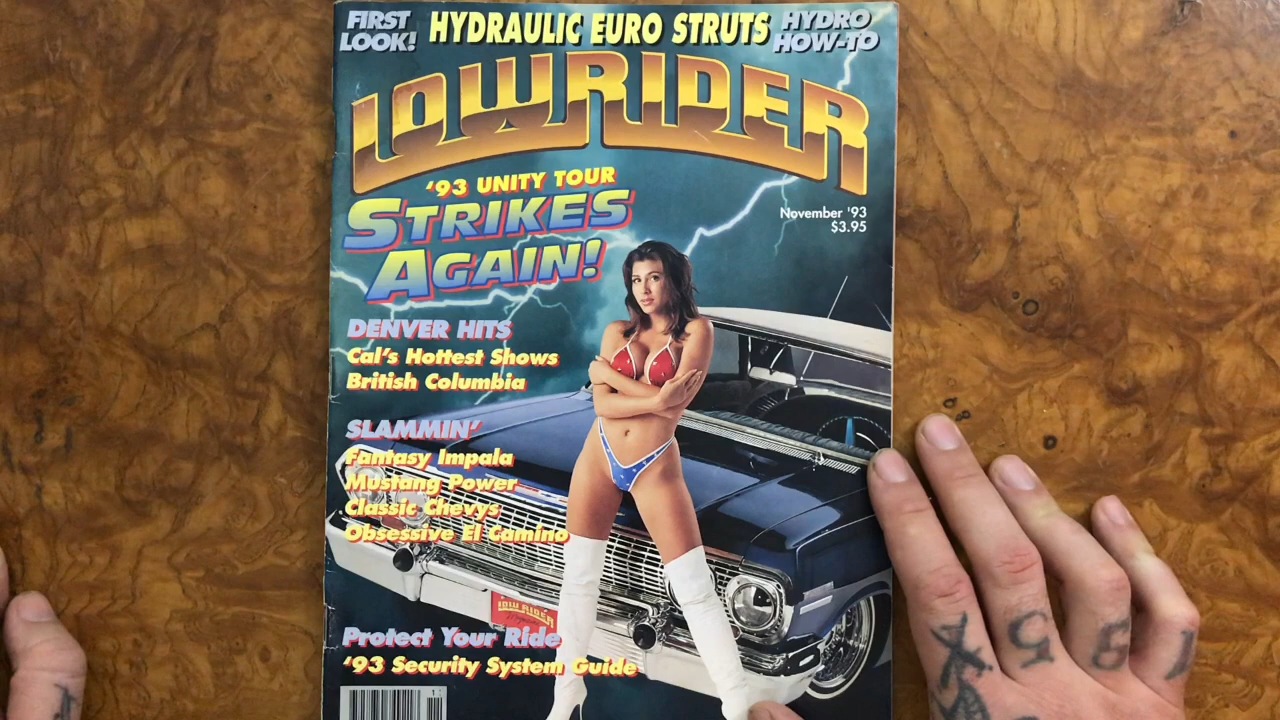 FIRST LOOK!
HYDRAULIC EURO STRUTS
HYDRO HOW-TO
LOWRIDER
'93 UNITY TOUR
STRIKES
AGAIN!
November '93
$3.95
DENVER HITS
Cal's Hottest Shows
British Columbia
SLAMMIN'
Fantasy Impala
Mustang Power
Classic Chevys
Obsessive El Camino
LOWRIDER
Protect Your Ride
'93 Security System Guide
11